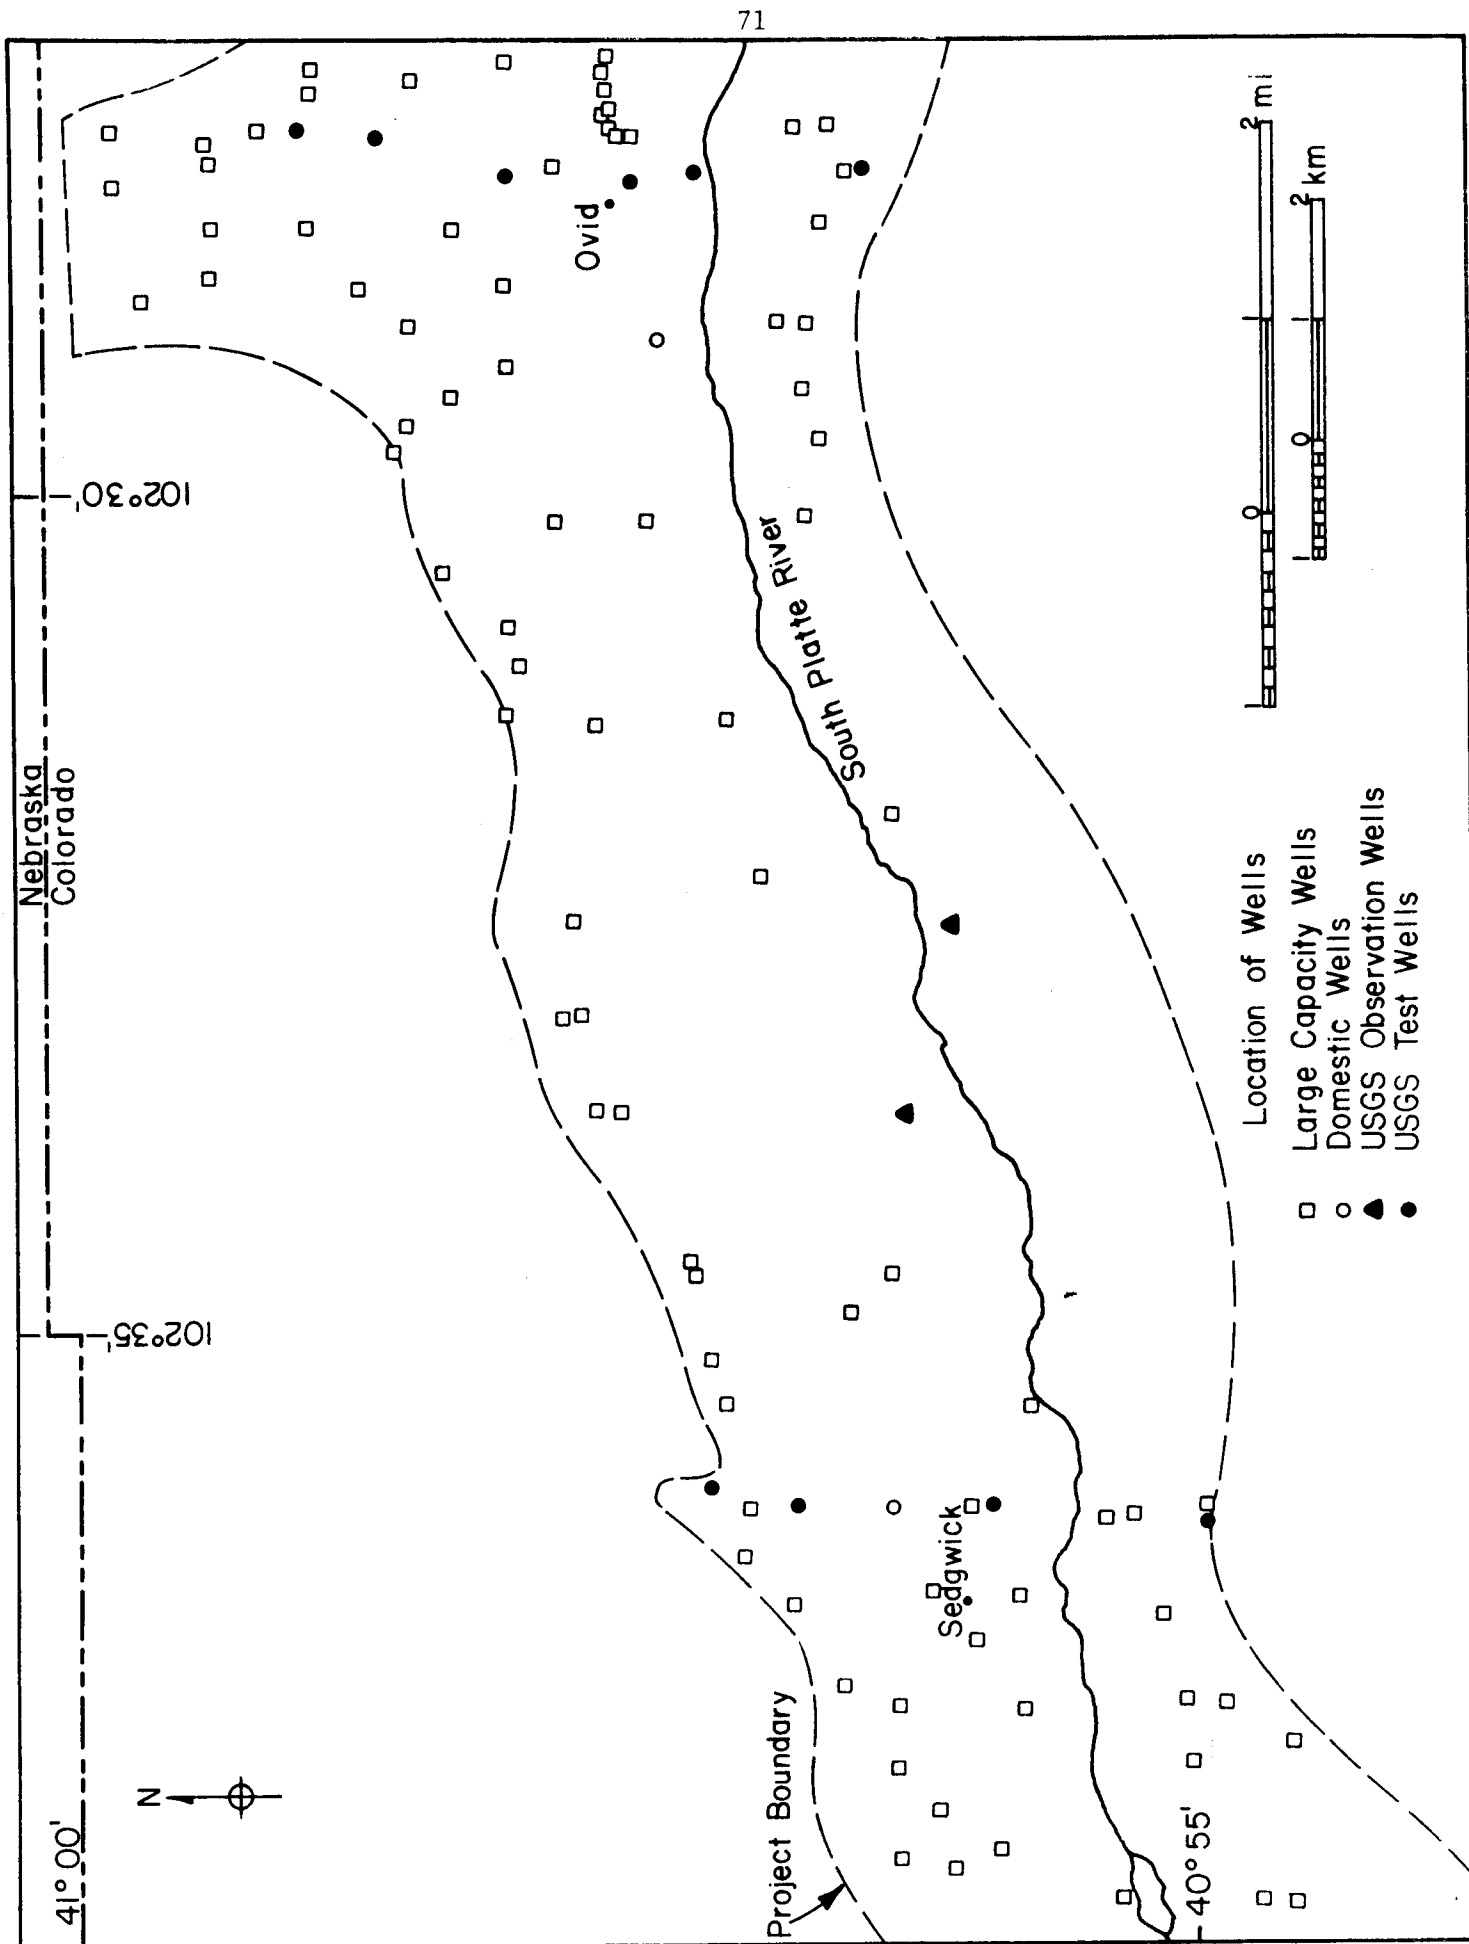 71
Nebraska
Colorado
41° 00'
102°35'
102°30'
N
Ovid
South Platte River
Sedgwick
Project Boundary
40°55'
Location of Wells
Large Capacity Wells
Domestic Wells
USGS Observation Wells
USGS Test Wells
1 0 1 2 mi
1 0 1 2 km